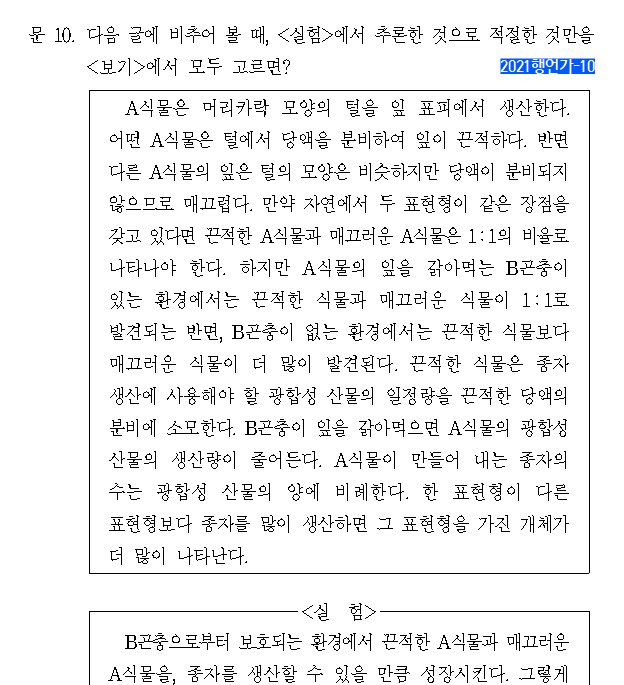 문 10. 다음 글에 비추어 볼 때, <실험>에서 추론한 것으로 적절한 것만을
<보기>에서 모두 고르면?
2021행언가-10
A식물은 머리카락 모양의 털을 잎 표피에서 생산한다.
어떤 A식물은 털에서 당액을 분비하여 잎이 끈적하다. 반면
다른 A식물의 잎은 털의 모양은 비슷하지만 당액이 분비되지
않으므로 매끄럽다. 만약 자연에서 두 표현형이 같은 장점을
갖고 있다면 끈적한 A식물과 매끄러운 A식물은 1:1의 비율로
나타나야 한다. 하지만 A식물의 잎을 갉아먹는 B곤충이
있는 환경에서는 끈적한 식물과 매끄러운 식물이 1:1로
발견되는 반면, B곤충이 없는 환경에서는 끈적한 식물보다
매끄러운 식물이 더 많이 발견된다. 끈적한 식물은 종자
생산에 사용해야 할 광합성 산물의 일정량을 끈적한 당액의
분비에 소모한다. B곤충이 잎을 갉아먹으면 A식물의 광합성
산물의 생산량이 줄어든다. A식물이 만들어 내는 종자의
수는 광합성 산물의 양에 비례한다. 한 표현형이 다른
표현형보다 종자를 많이 생산하면 그 표현형을 가진 개체가
더 많이 나타난다.
<실 험>
B곤충으로부터 보호되는 환경에서 끈적한 A식물과 매끄러운
A식물을, 종자를 생산할 수 있을 만큼 성장시킨다. 그렇게